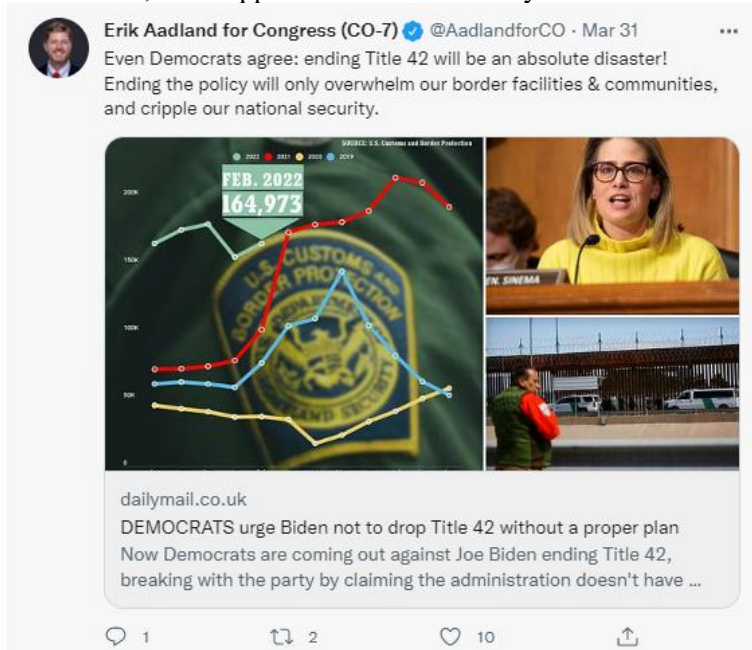 Erik Aadland for Congress (CO-7) @AadlandforCO · Mar 31
Even Democrats agree: ending Title 42 will be an absolute disaster!
Ending the policy will only overwhelm our border facilities & communities,
and cripple our national security.
SOURCE: U.S. Customs and Border Protection
2022 2021 2020 2019
FEB. 2022
164,973
200K
150K
100K
50K
0
U.S. CUSTOMS AND
BORDER PROTECTION
EN. SINEMA
dailymail.co.uk
DEMOCRATS urge Biden not to drop Title 42 without a proper plan
Now Democrats are coming out against Joe Biden ending Title 42,
breaking with the party by claiming the administration doesn't have ...
1 2 10